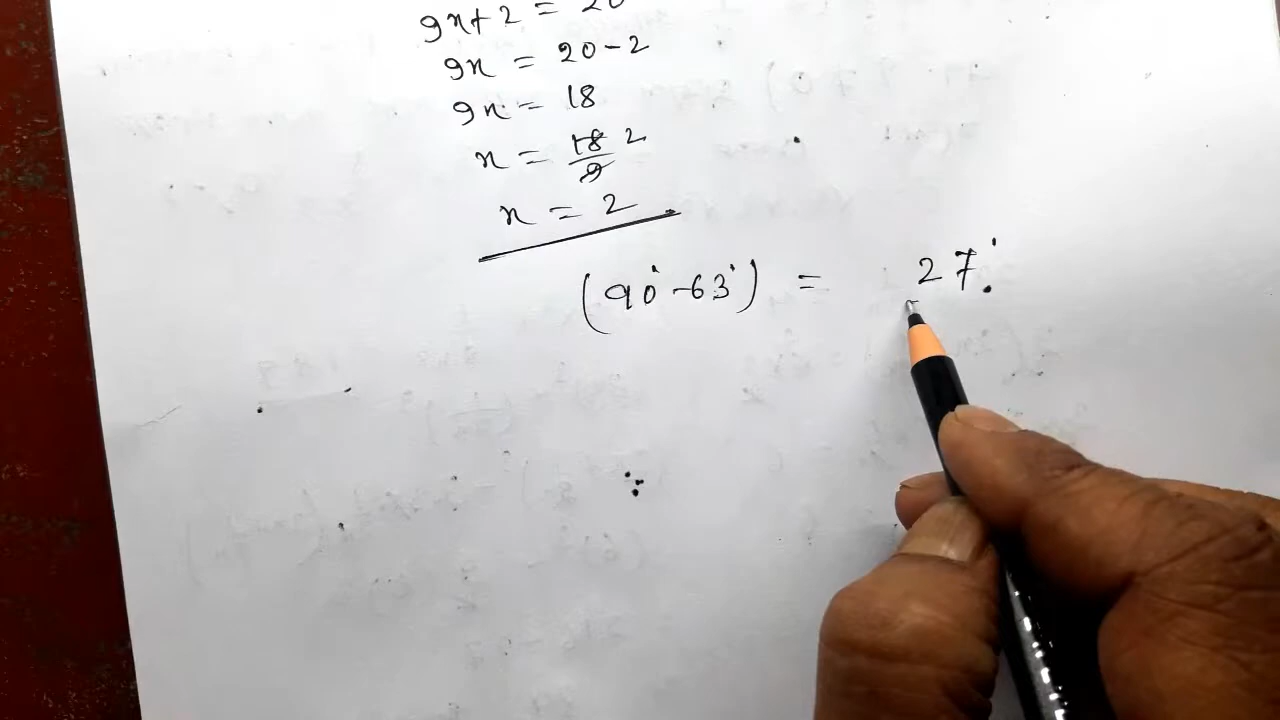 9x+2 = 20
9x = 20-2
9x = 18
x = 18/9 2
x = 2
(90°-63°) = 27°